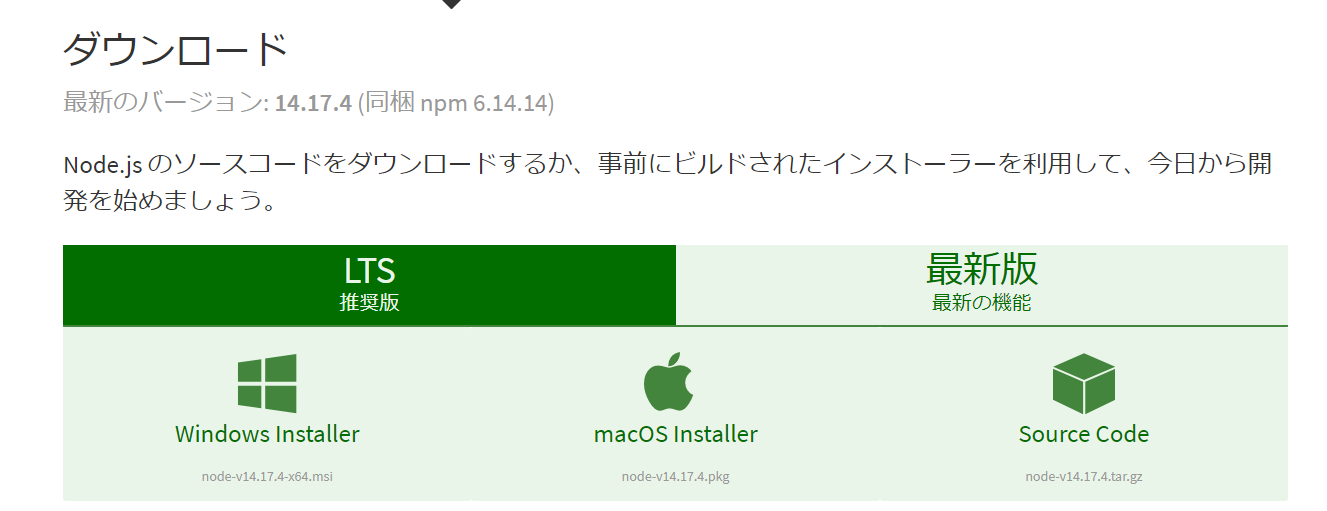 ダウンロード
最新のバージョン: 14.17.4 (同梱 npm 6.14.14)
Node.js のソースコードをダウンロードするか、事前にビルドされたインストーラーを利用して、今日から開
発を始めましょう。
LTS
推奨版
最新版
最新の機能
Windows Installer
macOS Installer
Source Code
node-v14.17.4-x64.msi
node-v14.17.4.pkg
node-v14.17.4.tar.gz